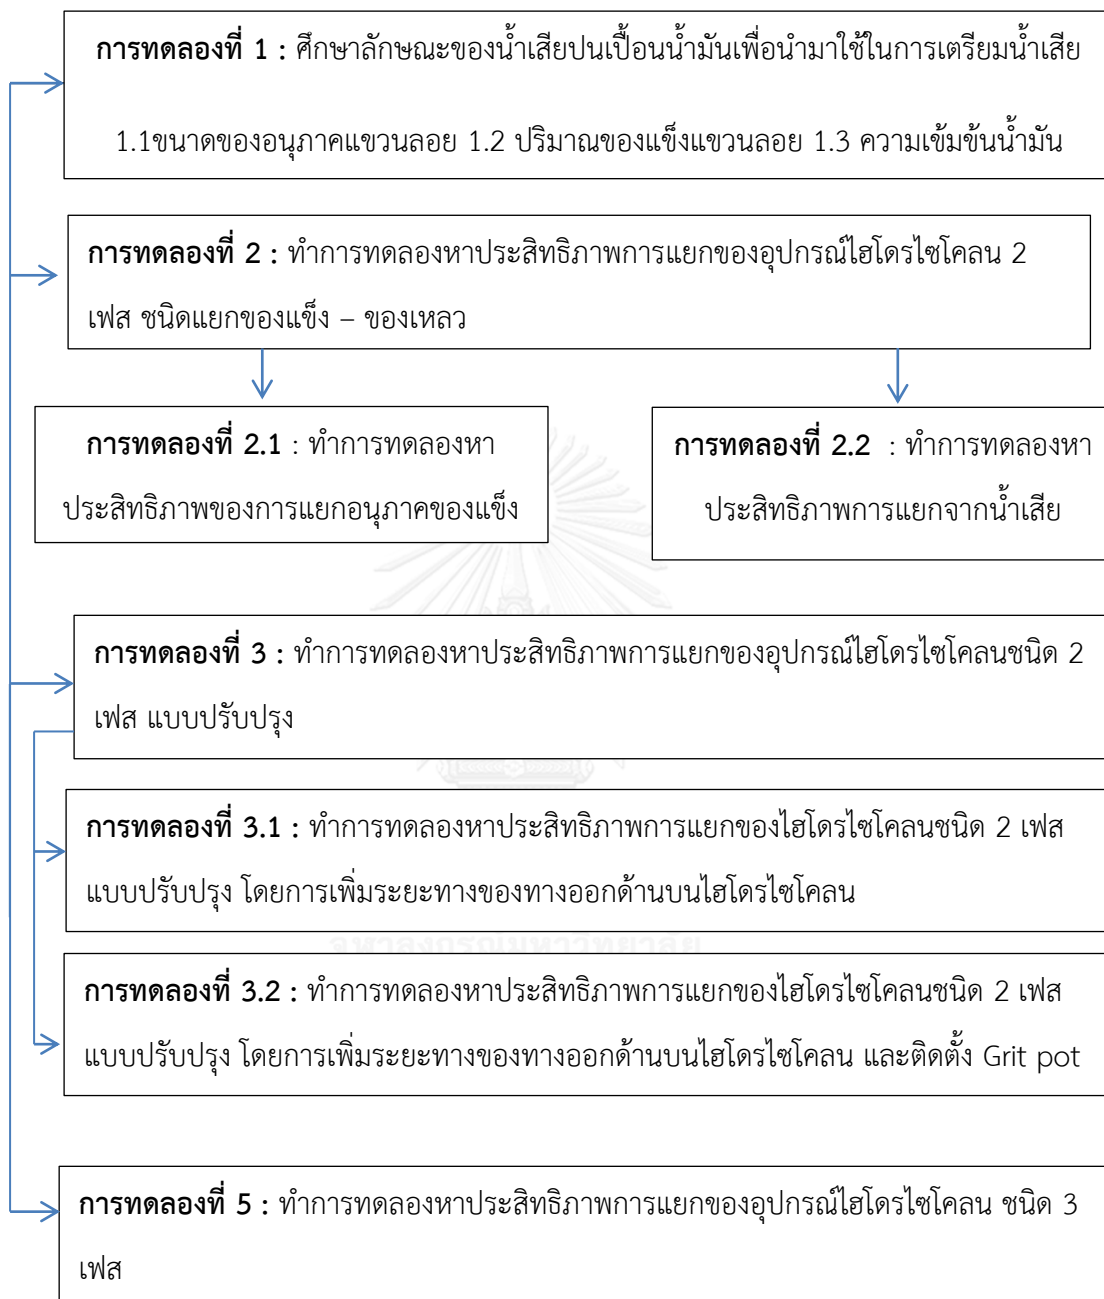 การทดลองที่ 1 : ศึกษาลักษณะของน้ำเสียปนเปื้อนน้ำมันเพื่อนำมาใช้ในการเตรียมน้ำเสีย
1.1ขนาดของอนุภาคแขวนลอย 1.2 ปริมาณของแข็งแขวนลอย 1.3 ความเข้มข้นน้ำมัน
การทดลองที่ 2 : ทำการทดลองหาประสิทธิภาพการแยกของอุปกรณ์ไฮโดรไซโคลน 2
เฟส ชนิดแยกของแข็ง – ของเหลว
การทดลองที่ 2.1 : ทำการทดลองหา
ประสิทธิภาพของการแยกอนุภาคของแข็ง
การทดลองที่ 2.2 : ทำการทดลองหา
ประสิทธิภาพการแยกจากน้ำเสีย
การทดลองที่ 3 : ทำการทดลองหาประสิทธิภาพการแยกของอุปกรณ์ไฮโดรไซโคลนชนิด 2
เฟส แบบปรับปรุง
การทดลองที่ 3.1 : ทำการทดลองหาประสิทธิภาพการแยกของไฮโดรไซโคลนชนิด 2 เฟส
แบบปรับปรุง โดยการเพิ่มระยะทางของทางออกด้านบนไฮโดรไซโคลน
จุฬาลงกรณ์มหาวิทยาลัย
การทดลองที่ 3.2 : ทำการทดลองหาประสิทธิภาพการแยกของไฮโดรไซโคลนชนิด 2 เฟส
แบบปรับปรุง โดยการเพิ่มระยะทางของทางออกด้านบนไฮโดรไซโคลน และติดตั้ง Grit pot
การทดลองที่ 5 : ทำการทดลองหาประสิทธิภาพการแยกของอุปกรณ์ไฮโดรไซโคลน ชนิด 3
เฟส